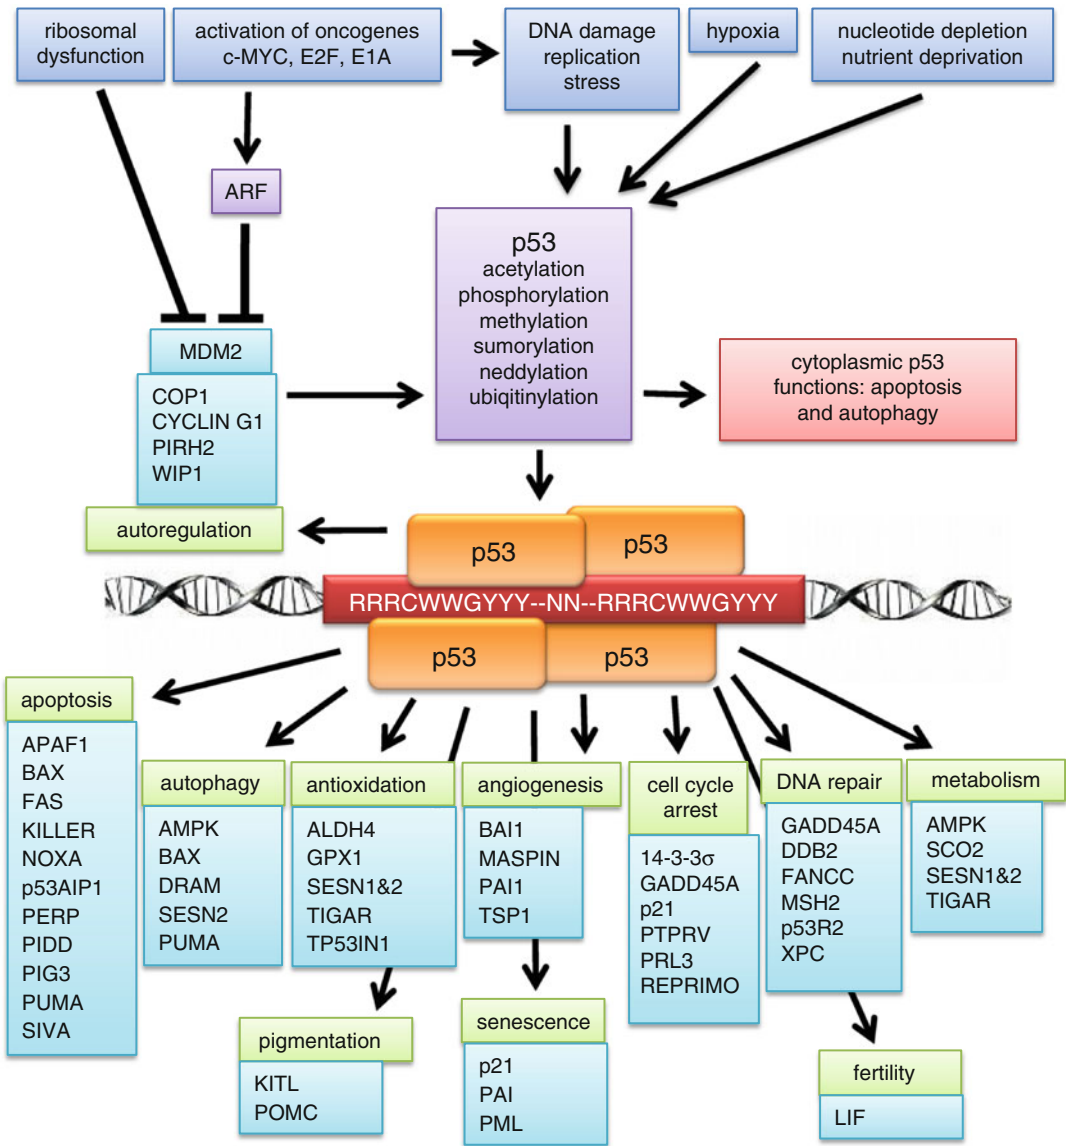 ribosomal
dysfunction
activation of oncogenes
c-MYC, E2F, E1A
DNA damage
replication
stress
hypoxia
nucleotide depletion
nutrient deprivation
ARF
p53
acetylation
phosphorylation
methylation
sumorylation
neddylation
ubiqitinylation
MDM2
COP1
CYCLIN G1
PIRH2
WIP1
autoregulation
cytoplasmic p53
functions: apoptosis
and autophagy
p53
p53
RRRCWWGYYY--NN--RRRCWWGYYY
p53
p53
apoptosis
APAF1
BAX
FAS
KILLER
NOXA
p53AIP1
PERP
PIDD
PIG3
PUMA
SIVA
autophagy
AMPK
BAX
DRAM
SESN2
PUMA
antioxidation
ALDH4
GPX1
SESN1&2
TIGAR
TP53IN1
angiogenesis
BAI1
MASPIN
PAI1
TSP1
cell cycle
arrest
14-3-3σ
GADD45A
p21
PTPRV
PRL3
REPRIMO
DNA repair
GADD45A
DDB2
FANCC
MSH2
p53R2
XPC
metabolism
AMPK
SCO2
SESN1&2
TIGAR
pigmentation
KITL
POMC
senescence
p21
PAI
PML
fertility
LIF